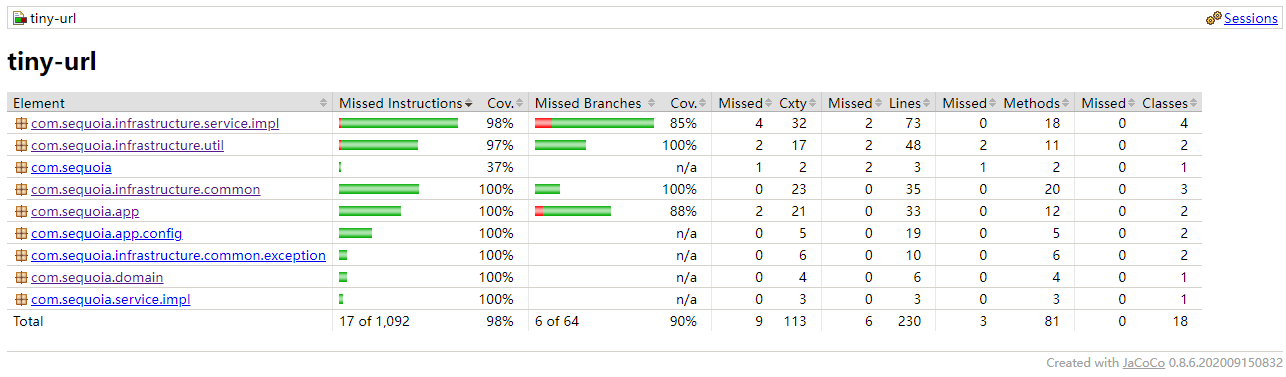 tiny-url Sessions
tiny-url
Element Missed Instructions Cov. Missed Branches Cov. Missed Cxty Missed Lines Missed Methods Missed Classes
com.sequoia.infrastructure.service.impl 98% 85% 4 32 2 73 0 18 0 4
com.sequoia.infrastructure.util 97% 100% 2 17 2 48 2 11 0 2
com.sequoia 37% n/a 1 2 2 3 1 2 0 1
com.sequoia.infrastructure.common 100% 100% 0 23 0 35 0 20 0 3
com.sequoia.app 100% 88% 2 21 0 33 0 12 0 2
com.sequoia.app.config 100% n/a 0 5 0 19 0 5 0 2
com.sequoia.infrastructure.common.exception 100% n/a 0 6 0 10 0 6 0 2
com.sequoia.domain 100% n/a 0 4 0 6 0 4 0 1
com.sequoia.service.impl 100% n/a 0 3 0 3 0 3 0 1
Total 17 of 1,092 98% 6 of 64 90% 9 113 6 230 3 81 0 18
Created with JaCoCo 0.8.6.202009150832